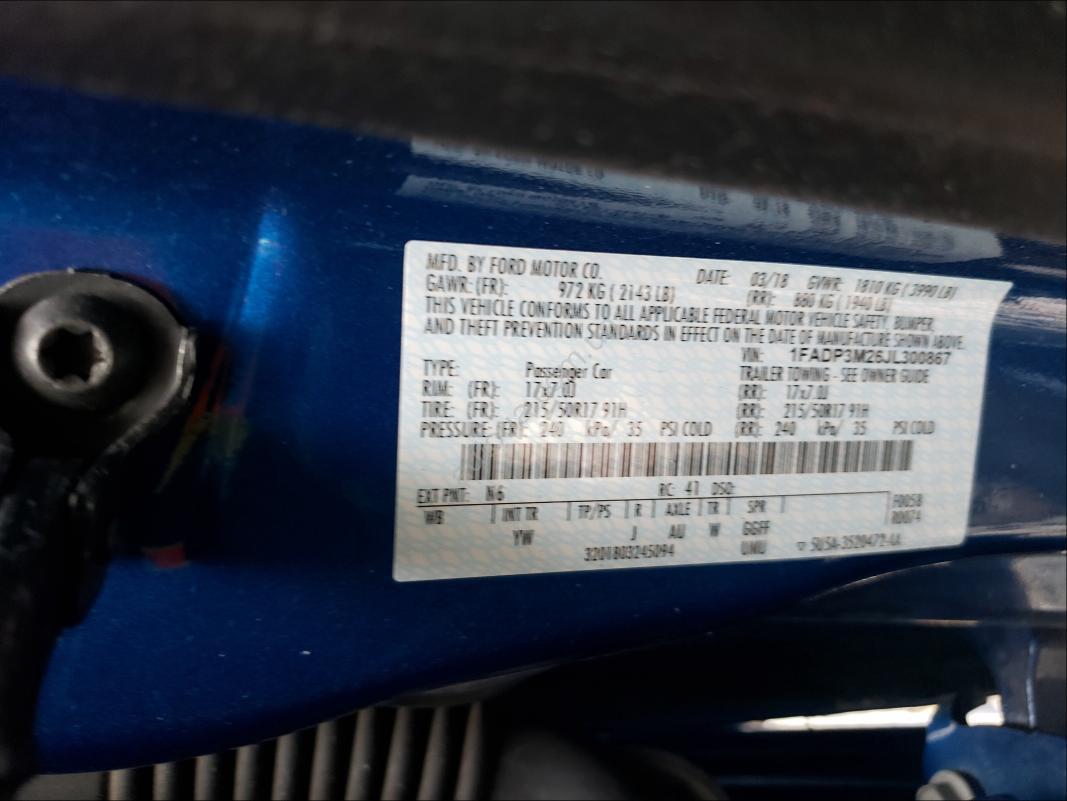 MFD. BY FORD MOTOR CO. DATE: 03/18 GVWR: 1810 KG ( 3990 LB)
GAWR: (FR): 972 KG ( 2143 LB) (RR): 880 KG ( 1940 LB)
THIS VEHICLE CONFORMS TO ALL APPLICABLE FEDERAL MOTOR VEHICLE SAFETY, BUMPER,
AND THEFT PREVENTION STANDARDS IN EFFECT ON THE DATE OF MANUFACTURE SHOWN ABOVE.
VIN: 1FADP3M26JL300867
TYPE: Passenger Car TRAILER TOWING - SEE OWNER GUIDE
RIM: (FR): 17x7.0J (RR): 17x7.0J
TIRE: (FR): 215/50R17 91H (RR): 215/50R17 91H
PRESSURE: (FR): 240 kPa/ 35 PSI COLD (RR): 240 kPa/ 35 PSI COLD
EXT PNT: N6 RC: 41 DSO:
WB INT TR TP/PS R AXLE TR SPR F0058
YW J AU W GGFF R0074
3201803245094 UMU